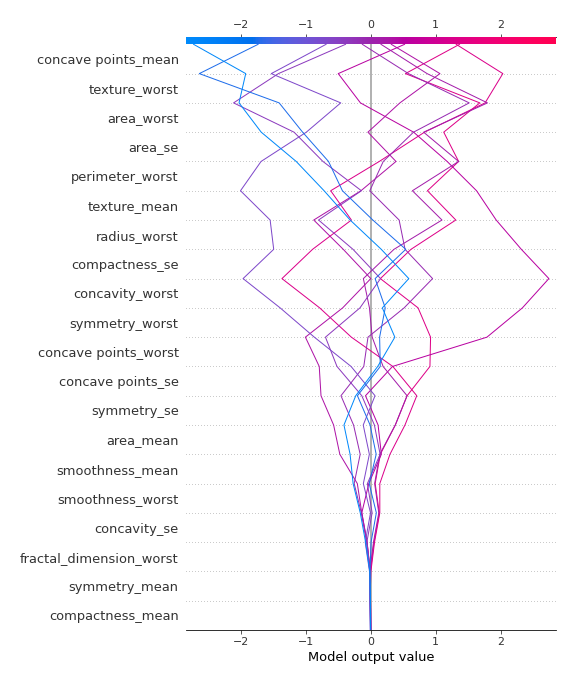 −2 −1 0 1 2
concave points_mean
texture_worst
area_worst
area_se
perimeter_worst
texture_mean
radius_worst
compactness_se
concavity_worst
symmetry_worst
concave points_worst
concave points_se
symmetry_se
area_mean
smoothness_mean
smoothness_worst
concavity_se
fractal_dimension_worst
symmetry_mean
compactness_mean
−2 −1 0 1 2
Model output value